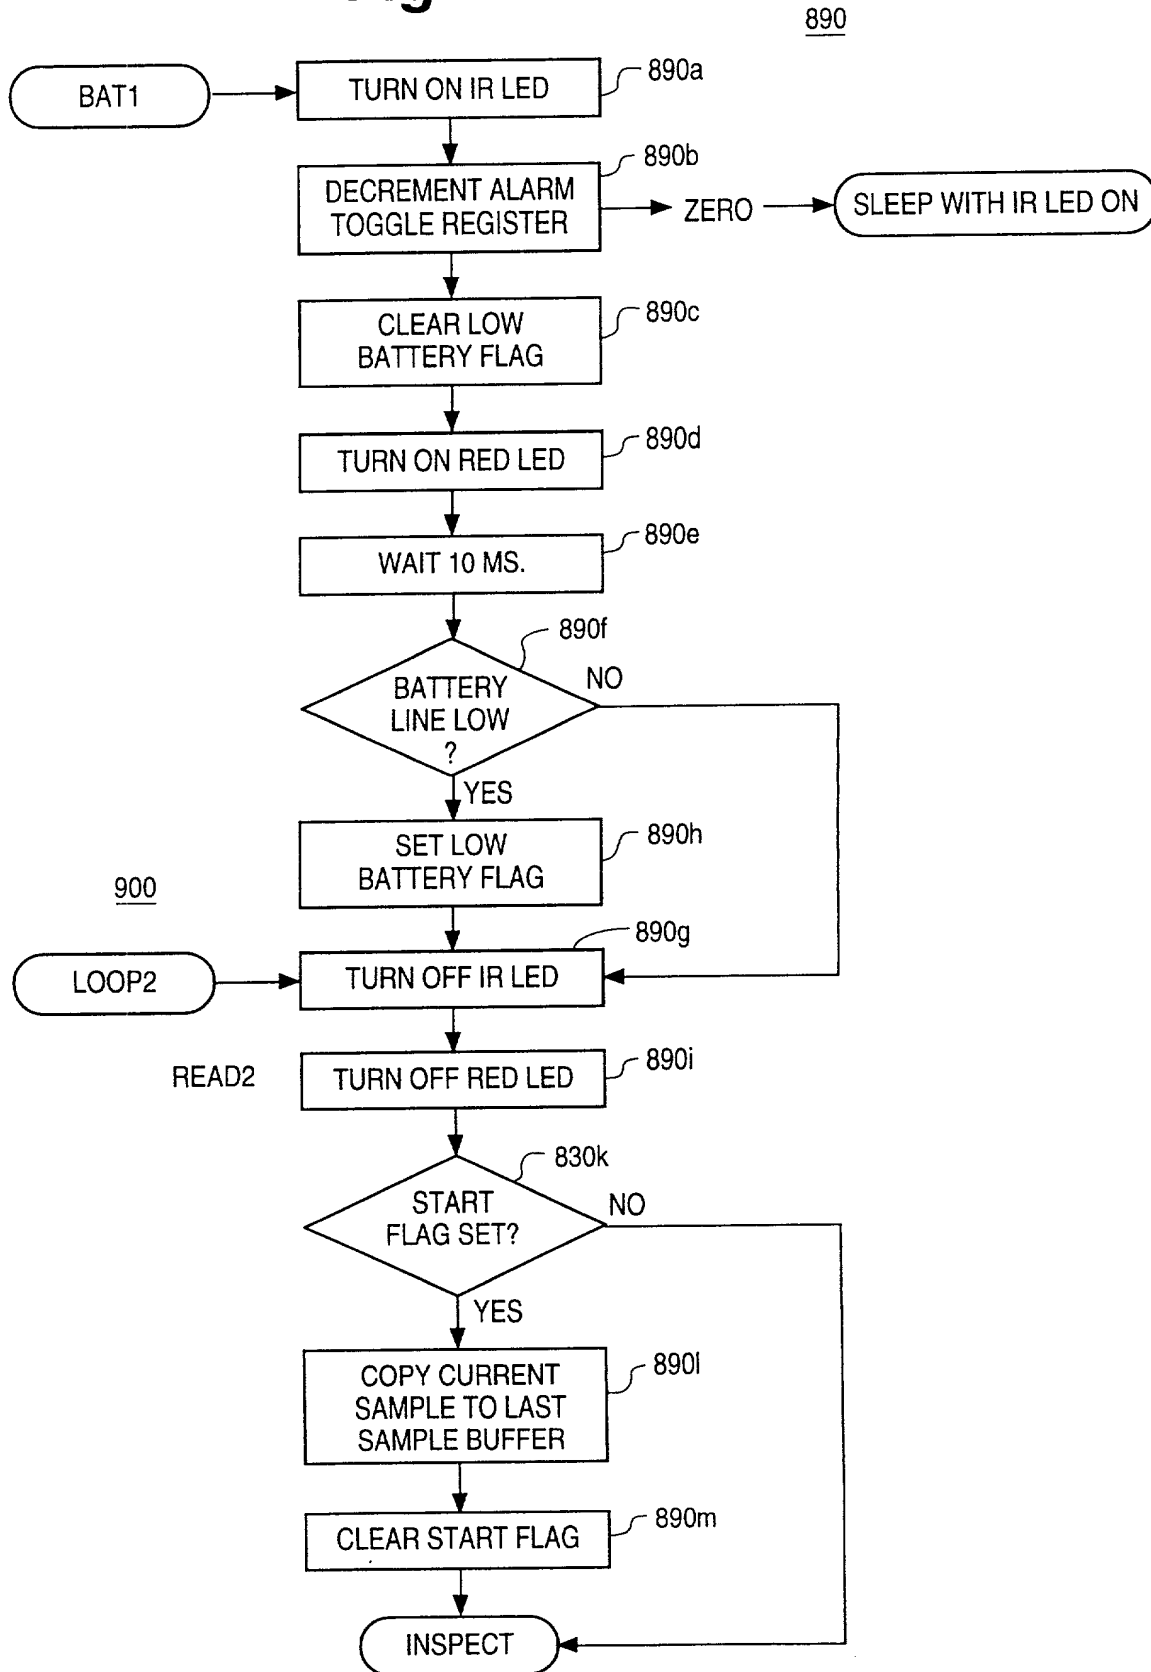 890
BAT1
TURN ON IR LED
890a
DECREMENT ALARM
TOGGLE REGISTER
890b
ZERO
SLEEP WITH IR LED ON
CLEAR LOW
BATTERY FLAG
890c
TURN ON RED LED
890d
WAIT 10 MS.
890e
BATTERY
LINE LOW
?
890f
NO
YES
SET LOW
BATTERY FLAG
890h
900
LOOP2
TURN OFF IR LED
890g
READ2
TURN OFF RED LED
890i
START
FLAG SET?
830k
NO
YES
COPY CURRENT
SAMPLE TO LAST
SAMPLE BUFFER
890l
CLEAR START FLAG
890m
INSPECT